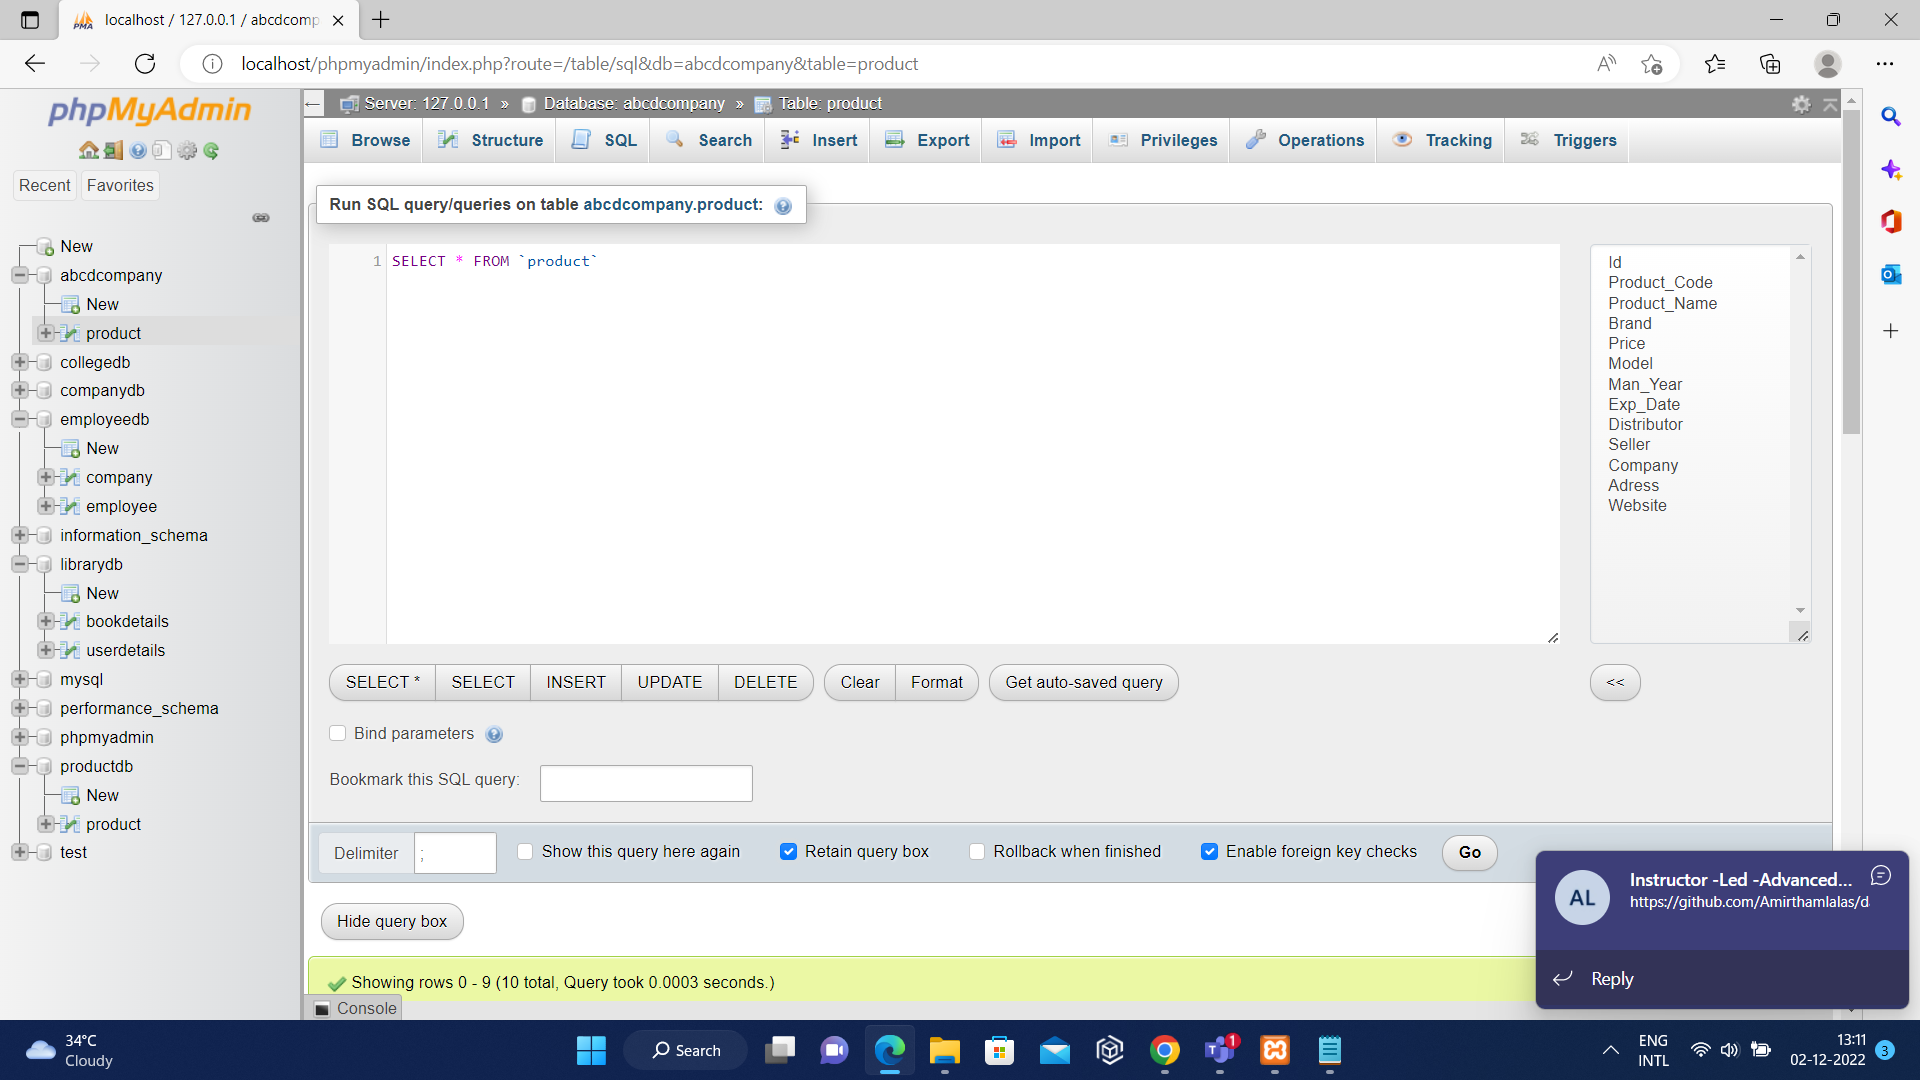 localhost / 127.0.0.1 / abcdcomp
localhost/phpmyadmin/index.php?route=/table/sql&db=abcdcompany&table=product
phpMyAdmin
Recent Favorites
New
abcdcompany
New
product
collegedb
companydb
employeedb
New
company
employee
information_schema
librarydb
New
bookdetails
userdetails
mysql
performance_schema
phpmyadmin
productdb
New
product
test
Server: 127.0.0.1 » Database: abcdcompany » Table: product
Browse Structure SQL Search Insert Export Import Privileges Operations Tracking Triggers
Run SQL query/queries on table abcdcompany.product:
1 SELECT * FROM `product`
Id
Product_Code
Product_Name
Brand
Price
Model
Man_Year
Exp_Date
Distributor
Seller
Company
Adress
Website
SELECT * SELECT INSERT UPDATE DELETE Clear Format Get auto-saved query <<
Bind parameters
Bookmark this SQL query:
Delimiter ; Show this query here again Retain query box Rollback when finished Enable foreign key checks Go
Hide query box
Showing rows 0 - 9 (10 total, Query took 0.0003 seconds.)
Console
AL
Instructor -Led -Advanced...
https://github.com/Amirthamlalas/d
Reply
34°C
Cloudy
Search
1
ENG
INTL
13:11
02-12-2022
3